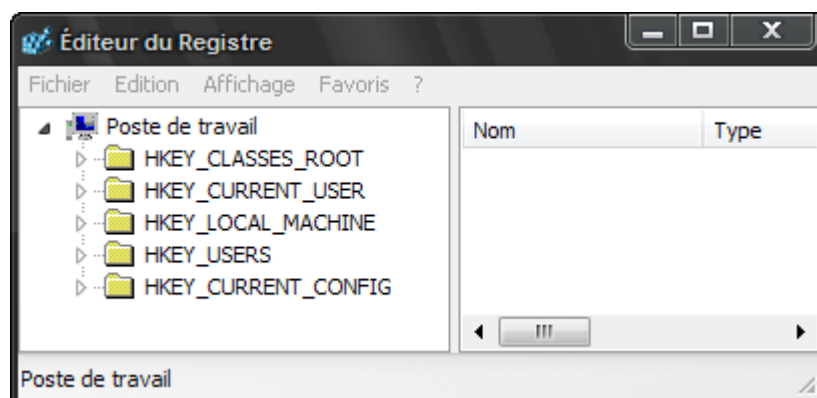 Éditeur du Registre
Fichier Edition Affichage Favoris ?
Poste de travail
HKEY_CLASSES_ROOT
HKEY_CURRENT_USER
HKEY_LOCAL_MACHINE
HKEY_USERS
HKEY_CURRENT_CONFIG
Nom Type
Poste de travail